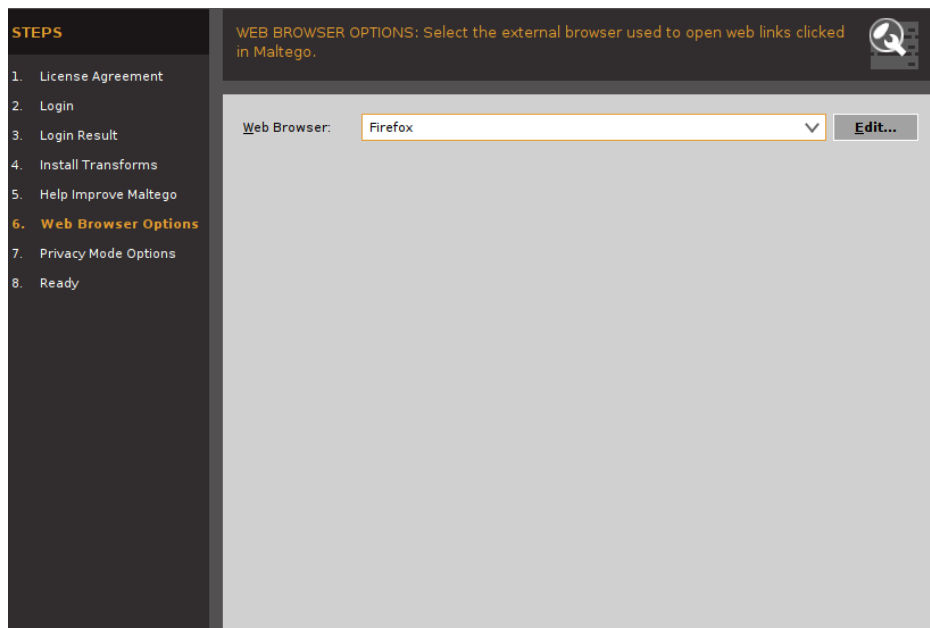 STEPS
1. License Agreement
2. Login
3. Login Result
4. Install Transforms
5. Help Improve Maltego
6. Web Browser Options
7. Privacy Mode Options
8. Ready
WEB BROWSER OPTIONS: Select the external browser used to open web links clicked
in Maltego.
Web Browser: Firefox Edit...